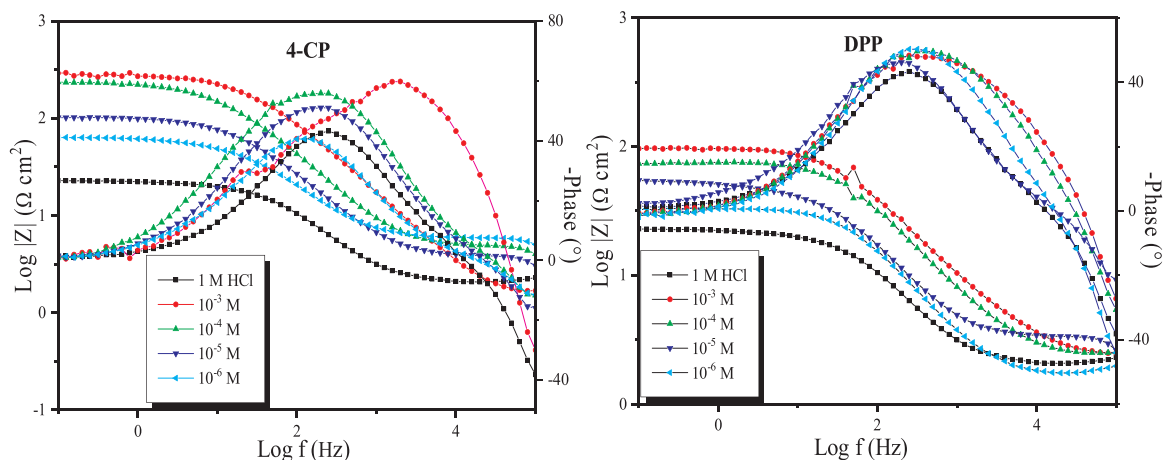 4-CP
Log |Z| (Ω cm²)
3
2
1
0
-1
0
2
4
Log f (Hz)
80
40
0
-40
-Phase (°)
1 M HCl
10⁻³ M
10⁻⁴ M
10⁻⁵ M
10⁻⁶ M
DPP
Log |Z| (Ω cm²)
3
2
1
0
0
2
4
Log f (Hz)
40
0
-40
-Phase (°)
1 M HCl
10⁻³ M
10⁻⁴ M
10⁻⁵ M
10⁻⁶ M